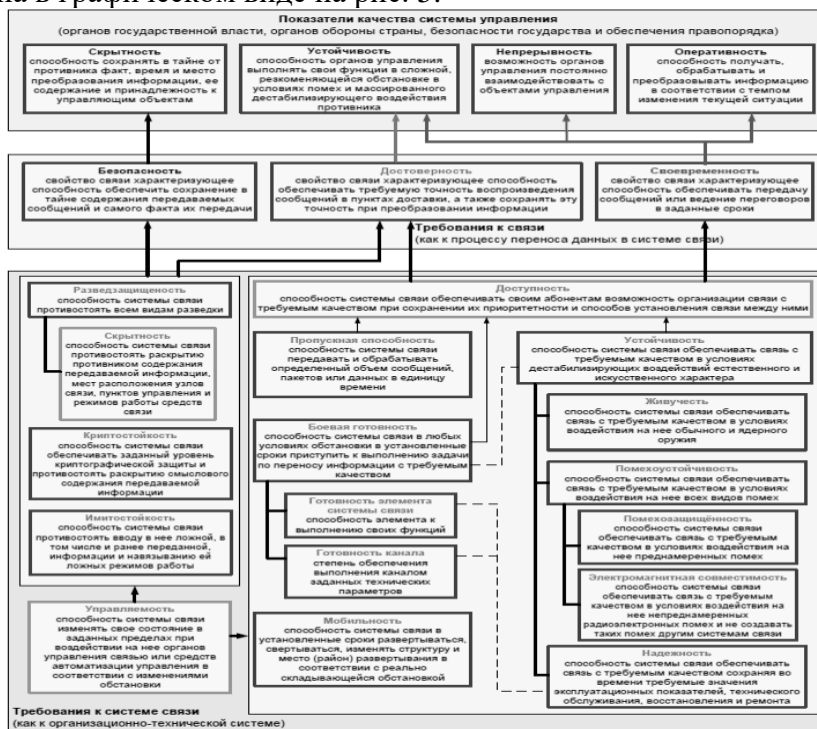 на в графическом виде на рис. 3.
Показатели качества системы управления
(органов государственной власти, органов обороны страны, безопасности государства и обеспечения правопорядка)
Скрытность
способность сохранять в тайне от
противника факт, время и место
преобразования информации, ее
содержание и принадлежность к
управляющим объектам
Устойчивость
способность органов управления
выполнять свои функции в сложной,
резкоменяющейся обстановке в
условиях помех и массированного
дестабилизирующего воздействия
противника
Непрерывность
возможность органов
управления постоянно
взаимодействовать с
объектами управления
Оперативность
способность получать,
обрабатывать и
преобразовывать информацию
в соответствии с темпом
изменения текущей ситуации
Безопасность
свойство связи характеризующее
способность обеспечить сохранение в
тайне содержания передаваемых
сообщений и самого факта их передачи
Достоверность
свойство связи характеризующее способность
обеспечивать требуемую точность воспроизведения
сообщений в пунктах доставки, а также сохранять эту
точность при преобразовании информации
Своевременность
свойство связи характеризующее
способность обеспечивать передачу
сообщений или ведение переговоров
в заданные сроки
Требования к связи
(как к процессу переноса данных в системе связи)
Разведзащищеность
способность системы связи
противостоять всем видам разведки
Скрытность
способность системы связи
противостоять раскрытию
противником содержания
передаваемой информации,
мест расположения узлов
связи, пунктов управления и
режимов работы средств
связи
Криптостойкость
способность системы связи
обеспечивать заданный уровень
криптографической защиты и
противостоять раскрытию смыслового
содержания передаваемой
информации
Имитостойкость
способность системы связи
противостоять вводу в нее ложной, в
том числе и ранее переданной,
информации и навязыванию ей
ложных режимов работы
Управляемость
способность системы связи
изменять свое состояние в
заданных пределах при
воздействии на нее органов
управления связью или средств
автоматизации управления в
соответствии с изменениями
обстановки
Доступность
способность системы связи обеспечивать своим абонентам возможность организации связи с
требуемым качеством при сохранении их приоритетности и способов установления связи между ними
Пропускная способность
способность системы связи
передавать и обрабатывать
определенный объем сообщений,
пакетов или данных в единицу
времени
Боевая готовность
способность системы связи в любых
условиях обстановки в установленные
сроки приступить к выполнению задачи
по переносу информации с требуемым
качеством
Готовность элемента
системы связи
способность элемента к
выполнению своих функций
Готовность канала
степень обеспечения
выполнения каналом
заданных технических
параметров
Мобильность
способность системы связи в
установленные сроки развертываться,
свертываться, изменять структуру и
место (район) развертывания в
соответствии с реально
складывающейся обстановкой
Устойчивость
способность системы связи обеспечивать связь с
требуемым качеством в условиях
дестабилизирующих воздействий естественного и
искусственного характера
Живучесть
способность системы связи обеспечивать
связь с требуемым качеством в условиях
воздействия на нее обычного и ядерного
оружия
Помехоустойчивость
способность системы связи обеспечивать
связь с требуемым качеством в условиях
воздействия на нее всех видов помех
Помехозащищённость
способность системы связи
обеспечивать связь с требуемым
качеством в условиях воздействия на
нее преднамеренных помех
Электромагнитная совместимость
способность системы связи
обеспечивать связь с требуемым
качеством в условиях воздействия на
нее непреднамеренных
радиоэлектронных помех и не создавать
таких помех другим системам связи
Надежность
способность системы связи обеспечивать
связь с требуемым качеством сохраняя во
времени требуемые значения
эксплуатационных показателей, технического
обслуживания, восстановления и ремонта
Требования к системе связи
(как к организационно-технической системе)